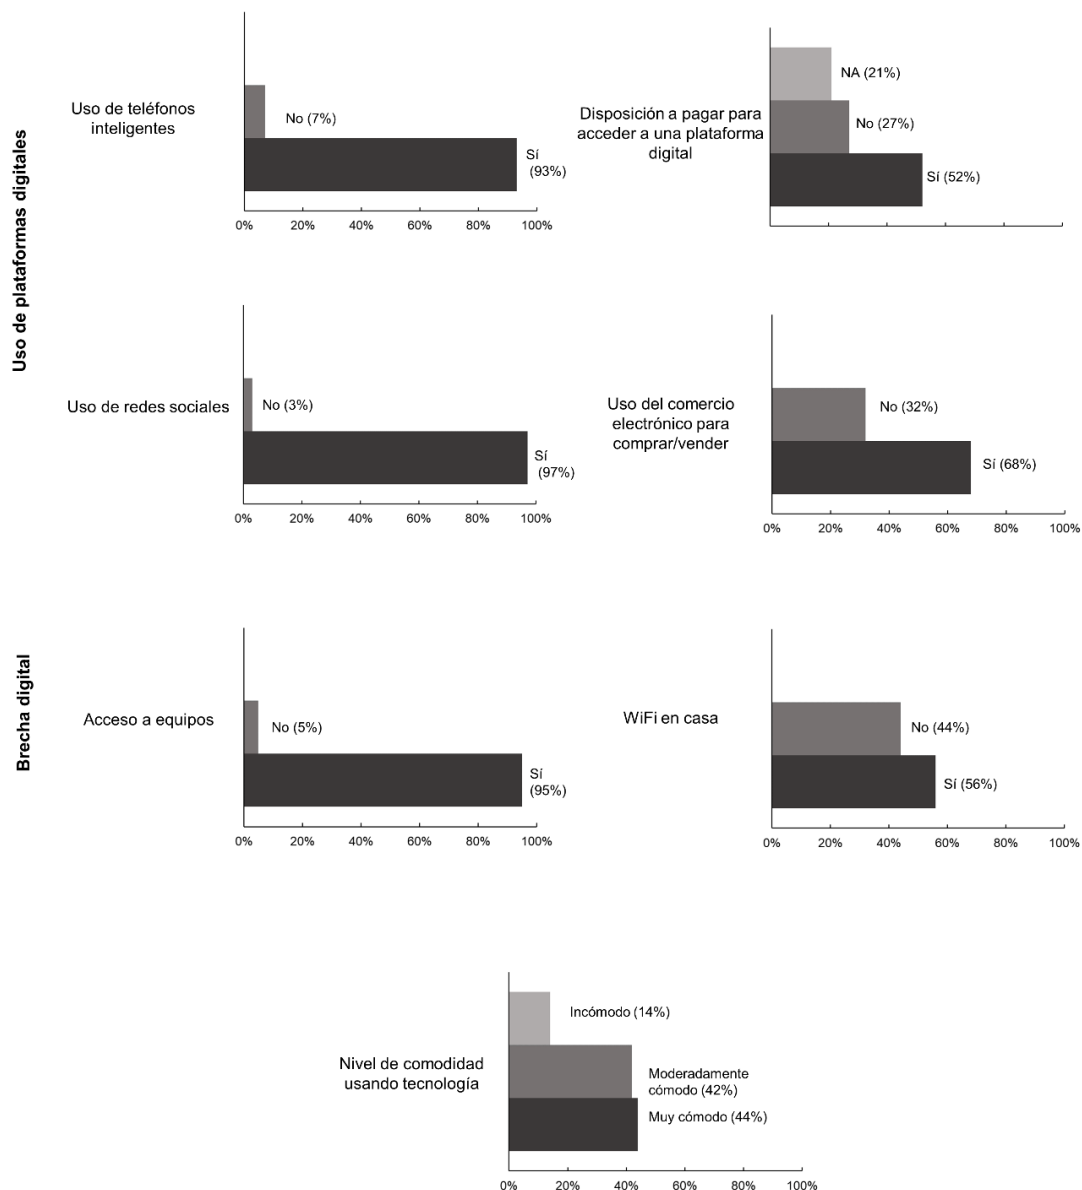 Uso de plataformas digitales
Uso de teléfonos
inteligentes
No (7%)
Sí
(93%)
0% 20% 40% 60% 80% 100%
Disposición a pagar para
acceder a una plataforma
digital
NA (21%)
No (27%)
Sí (52%)
Uso de redes sociales
No (3%)
Sí
(97%)
0% 20% 40% 60% 80% 100%
Uso del comercio
electrónico para
comprar/vender
No (32%)
Sí (68%)
0% 20% 40% 60% 80% 100%
Brecha digital
Acceso a equipos
No (5%)
Sí
(95%)
0% 20% 40% 60% 80% 100%
WiFi en casa
No (44%)
Sí (56%)
0% 20% 40% 60% 80% 100%
Nivel de comodidad
usando tecnología
Incómodo (14%)
Moderadamente
cómodo (42%)
Muy cómodo (44%)
0% 20% 40% 60% 80% 100%